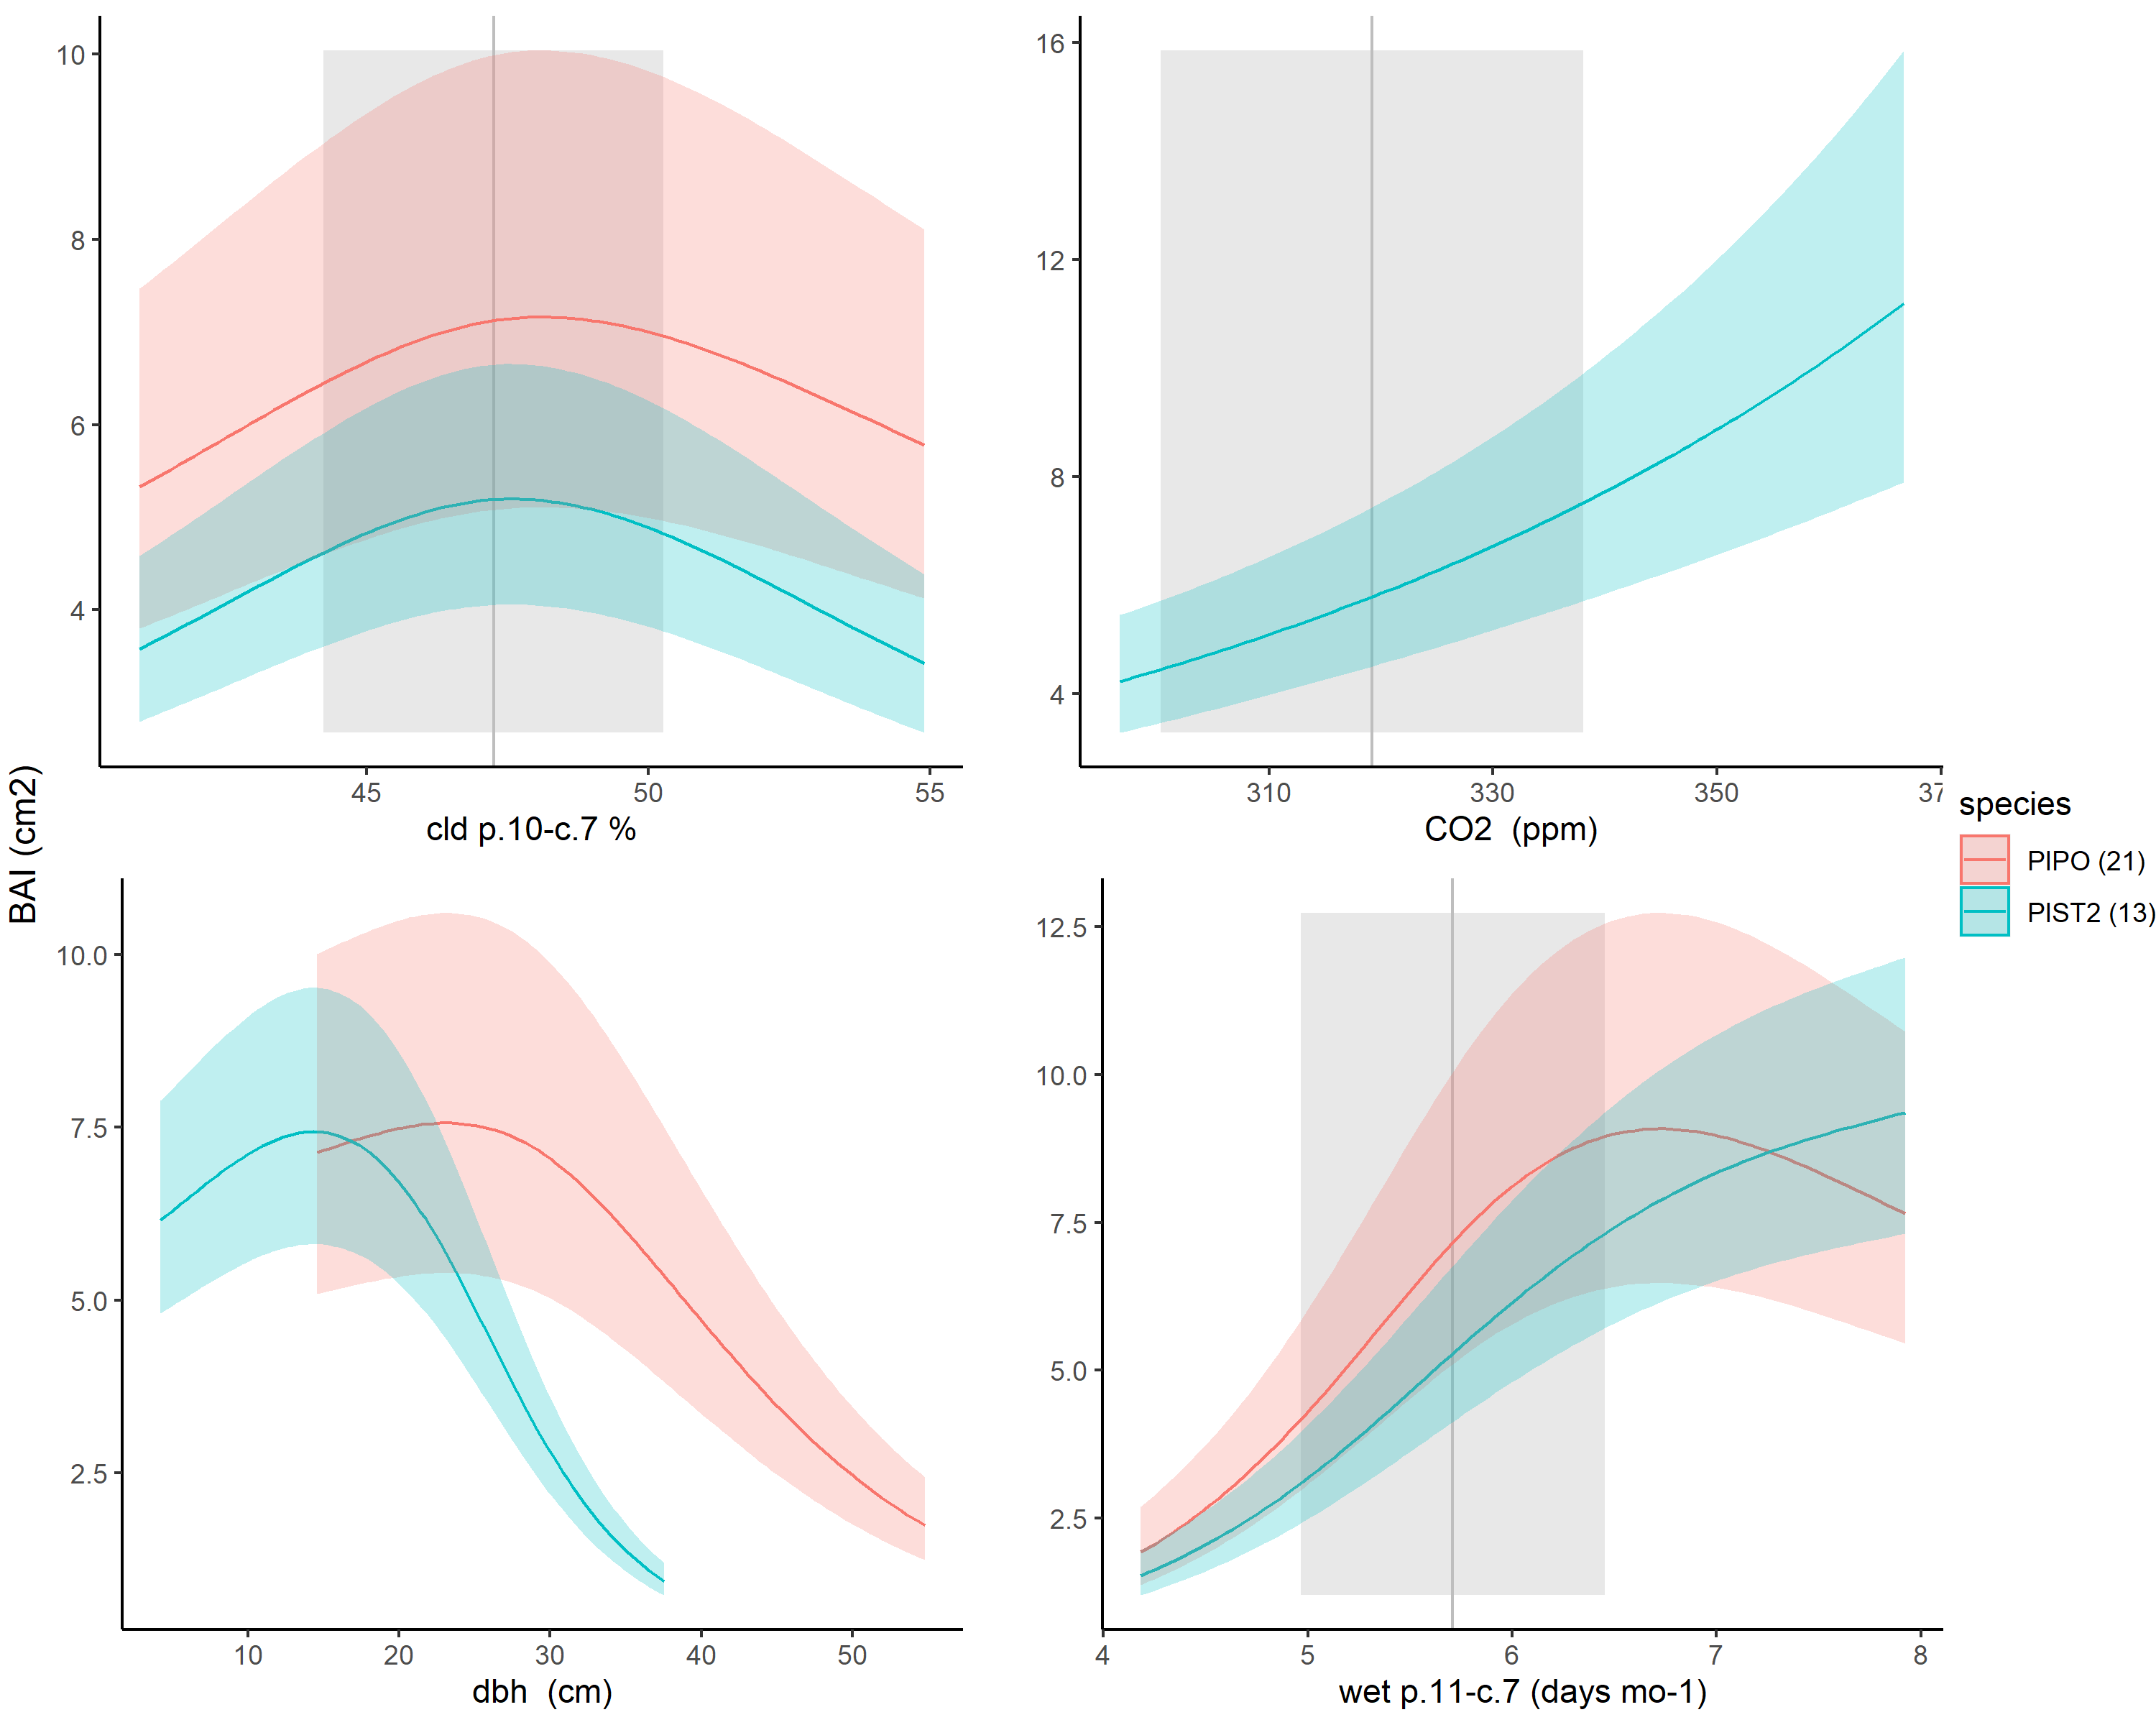 BAI (cm2)
10
8
6
4
45 50 55
cld p.10-c.7 %
16
12
8
4
310 330 350 37
CO2 (ppm)
10.0
7.5
5.0
2.5
10 20 30 40 50
dbh (cm)
12.5
10.0
7.5
5.0
2.5
4 5 6 7 8
wet p.11-c.7 (days mo-1)
species
PIPO (21)
PIST2 (13)